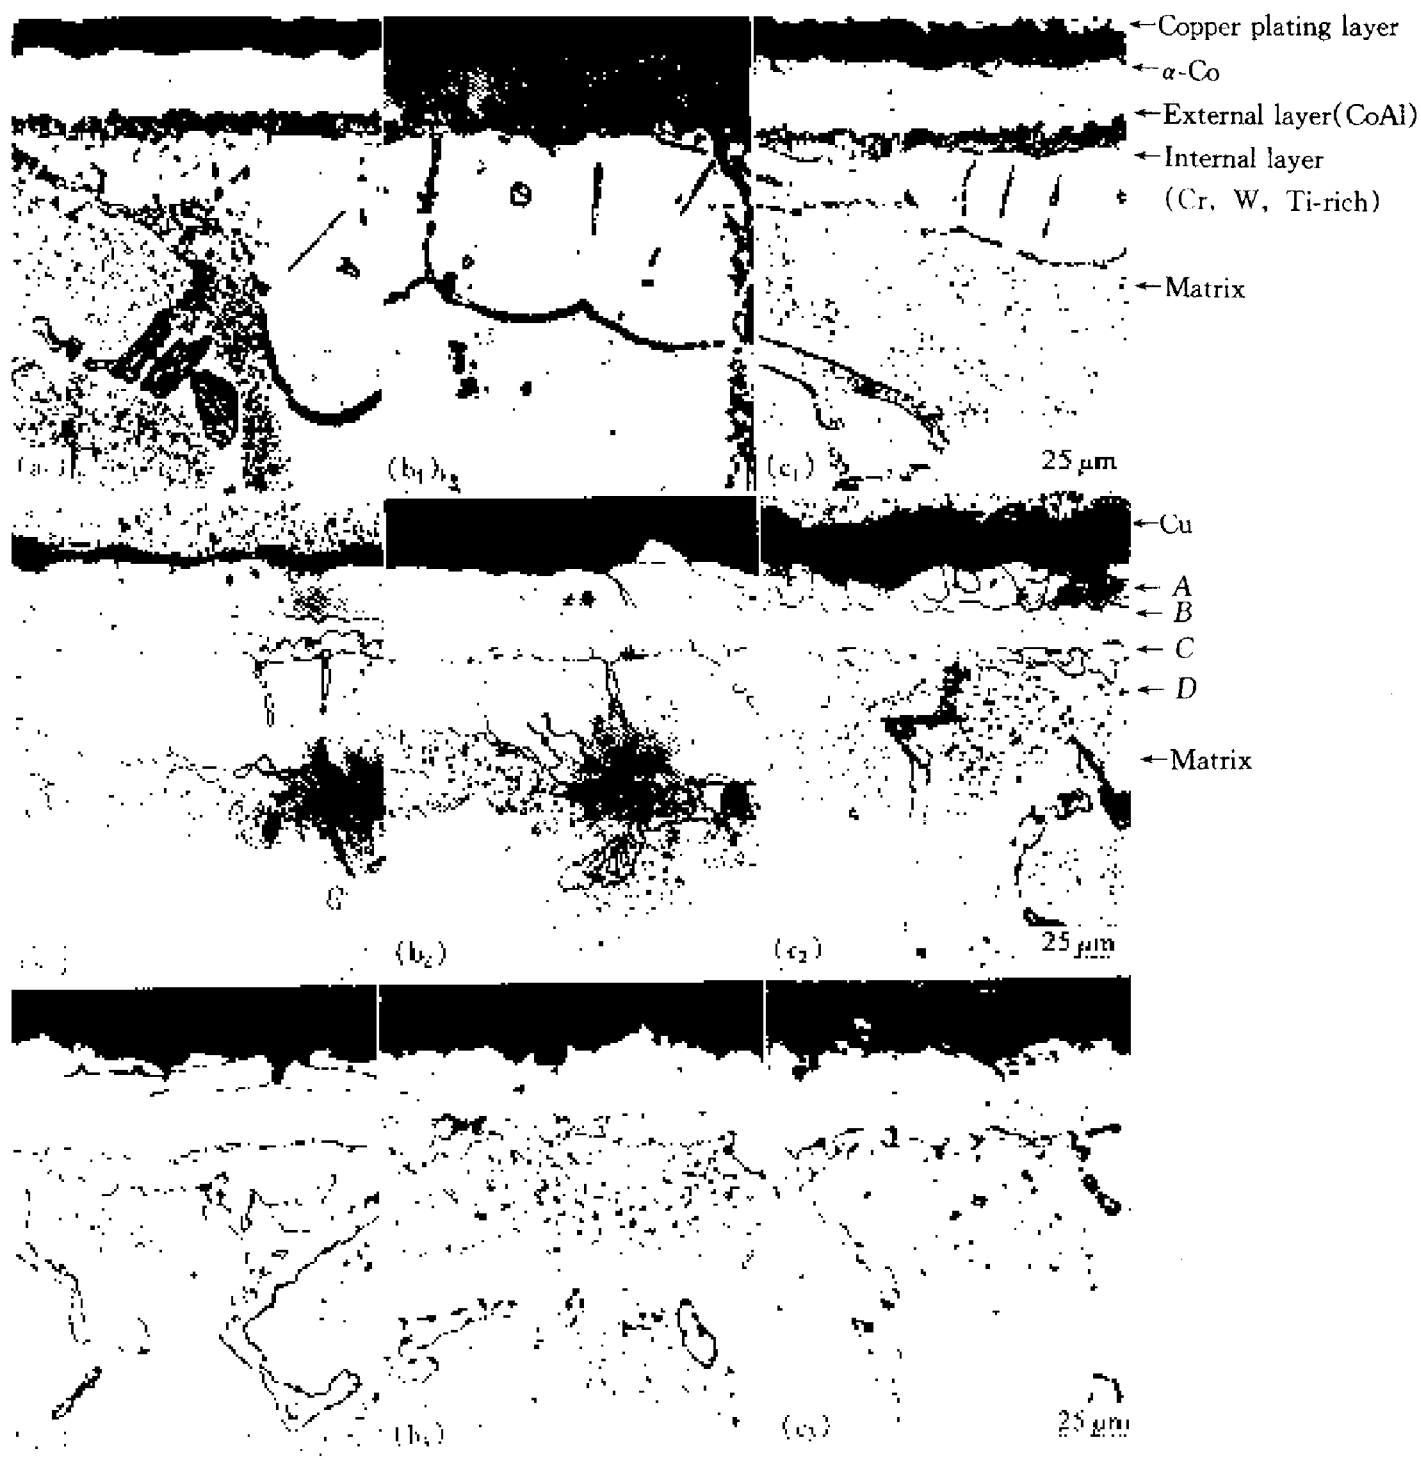 Copper plating layer
α-Co
External layer(CoAl)
Internal layer
(Cr, W, Ti-rich)
Matrix
(b₁)
(c₁)
25 μm
Cu
A
B
C
D
Matrix
(b₂)
(c₂)
25 μm
(c₃)
25 μm